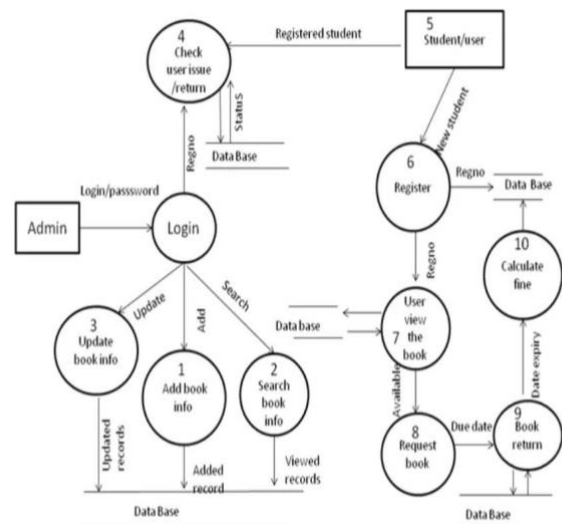 4
Check
user issue
/return
Registered student
5
Student/user
Status
Data Base
Regno
New student
6
Register
Regno
Data Base
Login/passsword
Admin
Login
10
Calculate
fine
Regno
Update
Add
Search
3
Update
book info
1
Add book
info
2
Search
book
info
Data base
User
view
the
7
book
Available
Date expiry
8
Request
book
Due date
9
Book
return
Updated
records
Added
record
Viewed
records
Data Base
Data Base